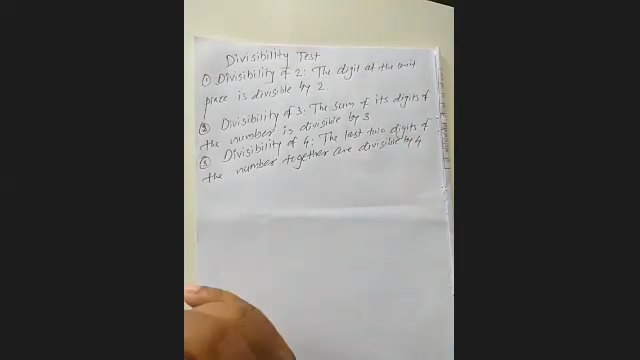 Divisibility Test
① Divisibility of 2: The digit at the unit
place is divisible by 2.
② Divisibility of 3: The sum of its digits of
the number is divisible by 3
③ Divisibility of 4: The last two digits of
the number together are divisible by 4